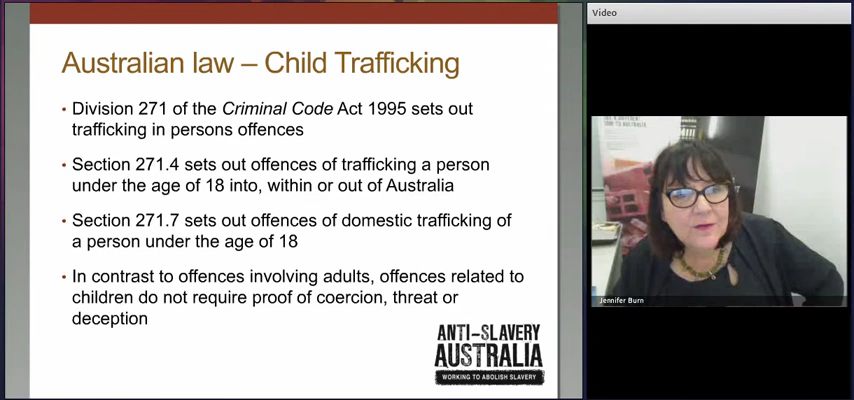 Australian law – Child Trafficking
• Division 271 of the Criminal Code Act 1995 sets out
trafficking in persons offences
• Section 271.4 sets out offences of trafficking a person
under the age of 18 into, within or out of Australia
• Section 271.7 sets out offences of domestic trafficking of
a person under the age of 18
• In contrast to offences involving adults, offences related to
children do not require proof of coercion, threat or
deception
ANTI-SLAVERY
AUSTRALIA
WORKING TO ABOLISH SLAVERY
Video
Jennifer Burn